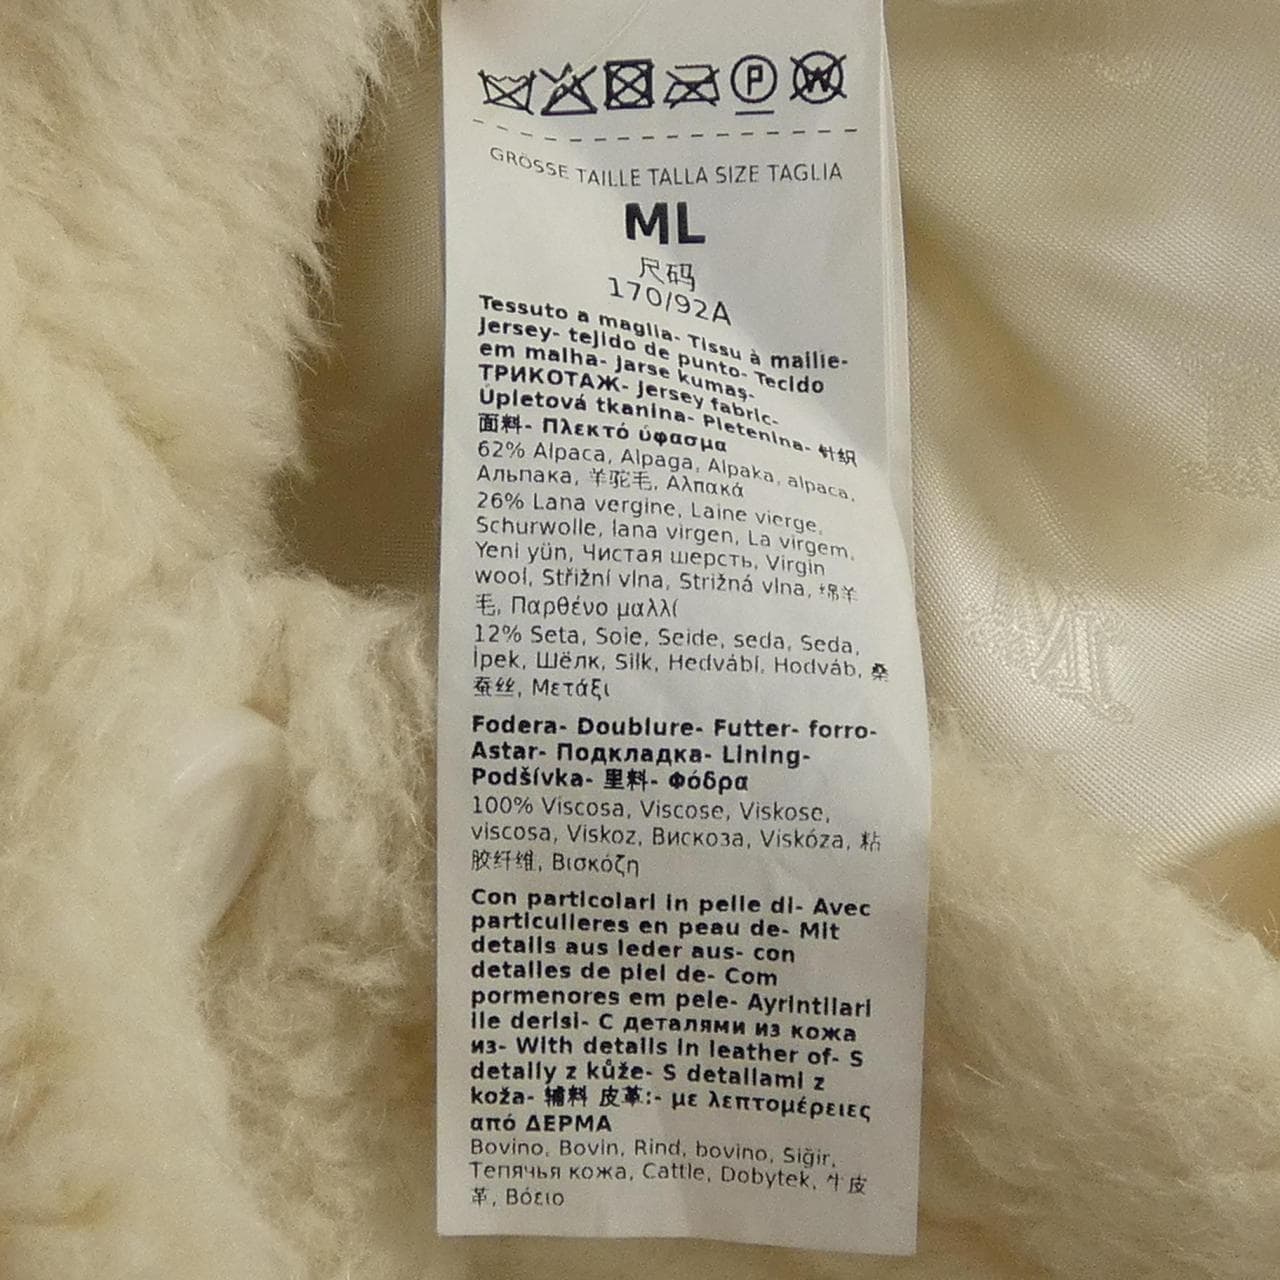 P W
GRÖSSE TAILLE TALLA SIZE TAGLIA
ML
尺码
170/92A
Tessuto a maglia- Tissu à maille-
Jersey- tejido de punto- Tecido
em malha- Jarse kumaş-
ТРИКОТАЖ- Jersey fabric-
Úpletová tkanina- Pletenina- 针织
面料- Πλεκτό ύφασμα
62% Alpaca, Alpaga, Alpaka, alpaca,
Альпака, 羊驼毛, Αλπακά
26% Lana vergine, Laine vierge,
Schurwolle, lana virgen, La virgem,
Yeni yün, Чистая шерсть, Virgin
wool, Střižní vlna, Strižná vlna, 绵羊
毛, Παρθένο μαλλί
12% Seta, Soie, Seide, seda, Seda,
İpek, Шёлк, Silk, Hedvábí, Hodváb, 桑
蚕丝, Μετάξι
Fodera- Doublure- Futter- forro-
Astar- Подкладка- Lining-
Podšívka- 里料- Φόδρα
100% Viscosa, Viscose, Viskose,
viscosa, Viskoz, Вискоза, Viskóza, 粘
胶纤维, Βισκόζη
Con particolari in pelle di- Avec
particulieres en peau de- Mit
details aus leder aus- con
detalles de piel de- Com
pormenores em pele- Ayrintilari
ile derisi- С деталями из кожа
из- With details in leather of- S
detaily z kůže- S detailami z
koža- 辅料 皮革:- με λεπτομέρειες
από ΔΕΡΜΑ
Bovino, Bovin, Rind, bovino, Siğir,
Тепячья кожа, Cattle, Dobytek, 牛皮
革, Βόειο